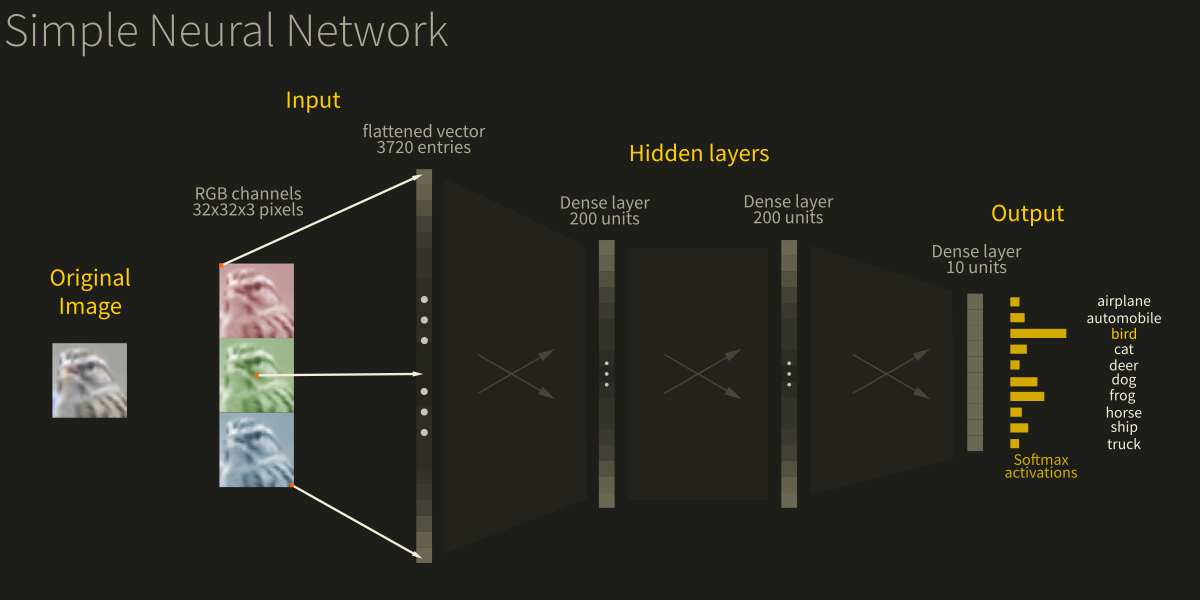 Simple Neural Network
Input
flattened vector
3720 entries
Hidden layers
RGB channels
32x32x3 pixels
Dense layer
200 units
Dense layer
200 units
Output
Dense layer
10 units
Original
Image
airplane
automobile
bird
cat
deer
dog
frog
horse
ship
truck
Softmax
activations